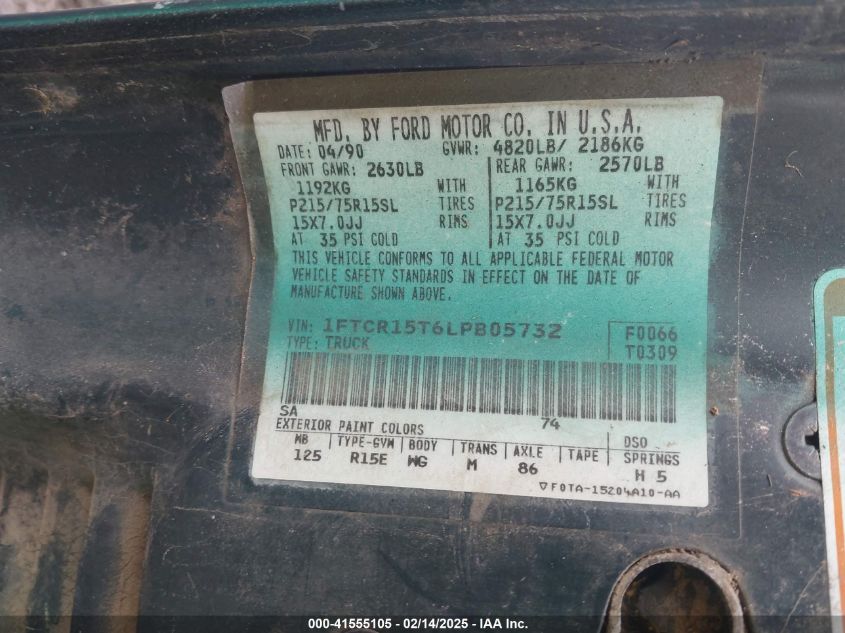 MFD. BY FORD MOTOR CO. IN U.S.A.
DATE: 04/90 GVWR: 4820LB/ 2186KG
FRONT GAWR: 2630LB REAR GAWR: 2570LB
1192KG WITH 1165KG WITH
P215/75R15SL TIRES P215/75R15SL TIRES
15X7.0JJ RIMS 15X7.0JJ RIMS
AT 35 PSI COLD AT 35 PSI COLD
THIS VEHICLE CONFORMS TO ALL APPLICABLE FEDERAL MOTOR
VEHICLE SAFETY STANDARDS IN EFFECT ON THE DATE OF
MANUFACTURE SHOWN ABOVE.
VIN: 1FTCR15T6LPB05732 F0066
TYPE: TRUCK T0309
SA 74
EXTERIOR PAINT COLORS DSO
WB TYPE-GVW BODY TRANS AXLE TAPE SPRINGS
125 R15E WG M 86 H 5
▽F0TA-15204A10-AA
000-41555105 - 02/14/2025 - IAA Inc.